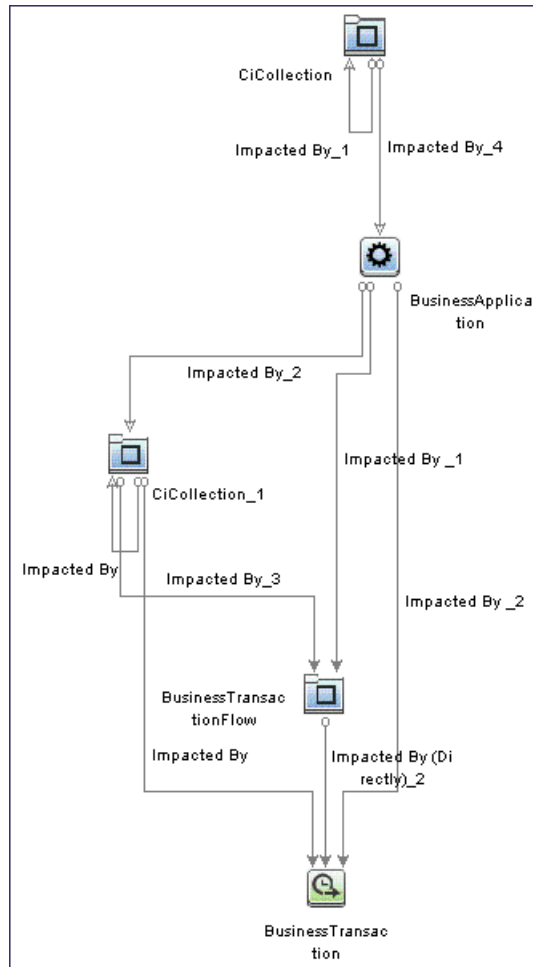 CiCollection
Impacted By_1
Impacted By_4
BusinessApplica
tion
Impacted By_2
Impacted By _1
CiCollection_1
Impacted By
Impacted By_3
Impacted By _2
BusinessTransac
tionFlow
Impacted By
Impacted By (Di
rectly)_2
BusinessTransac
tion